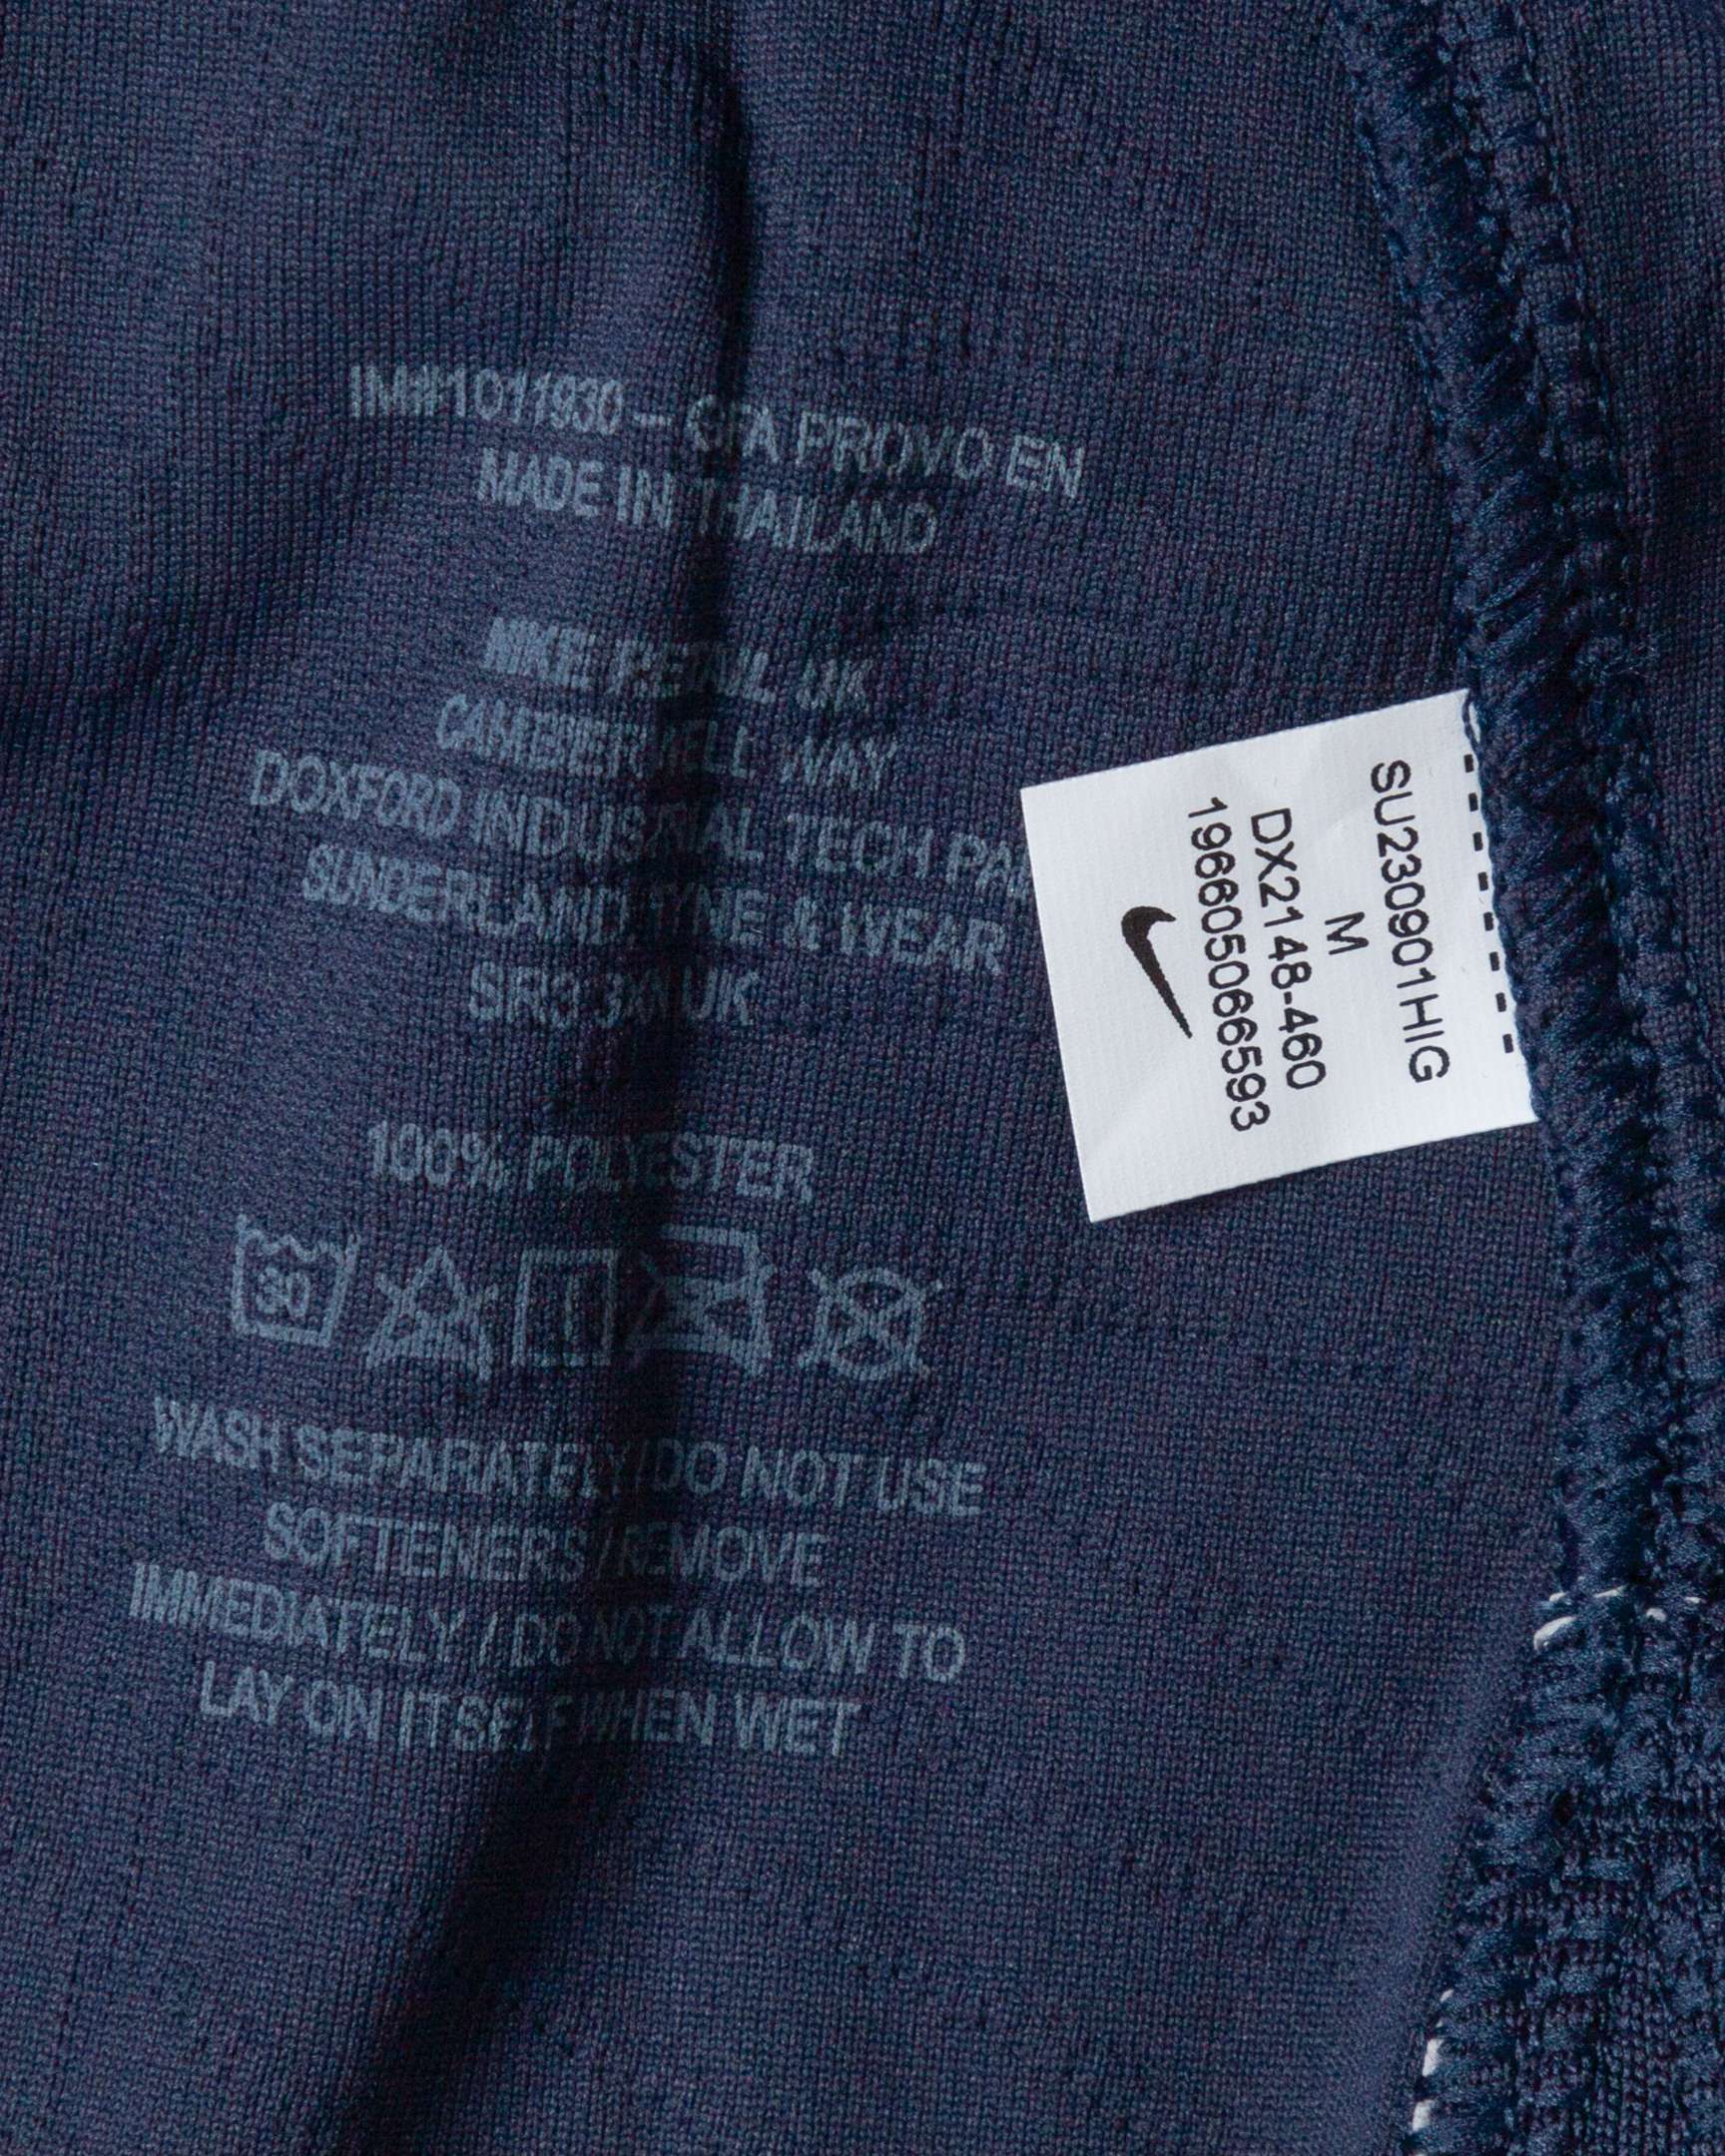 IM#1011930 – GFA PROVO EN
MADE IN THAILAND
NIKE RETAIL UK
CAMBERWELL WAY
DOXFORD INDUSTRIAL TECH
SUNDERLAND TYNE & WEAR
SR3 3XN UK
100% POLYESTER
30
WASH SEPARATELY/DO NOT USE
SOFTENERS/REMOVE
IMMEDIATELY / DO NOT ALLOW TO
LAY ON ITSELF WHEN WET
SU230901HIG
M
DX2148-460
196605066593